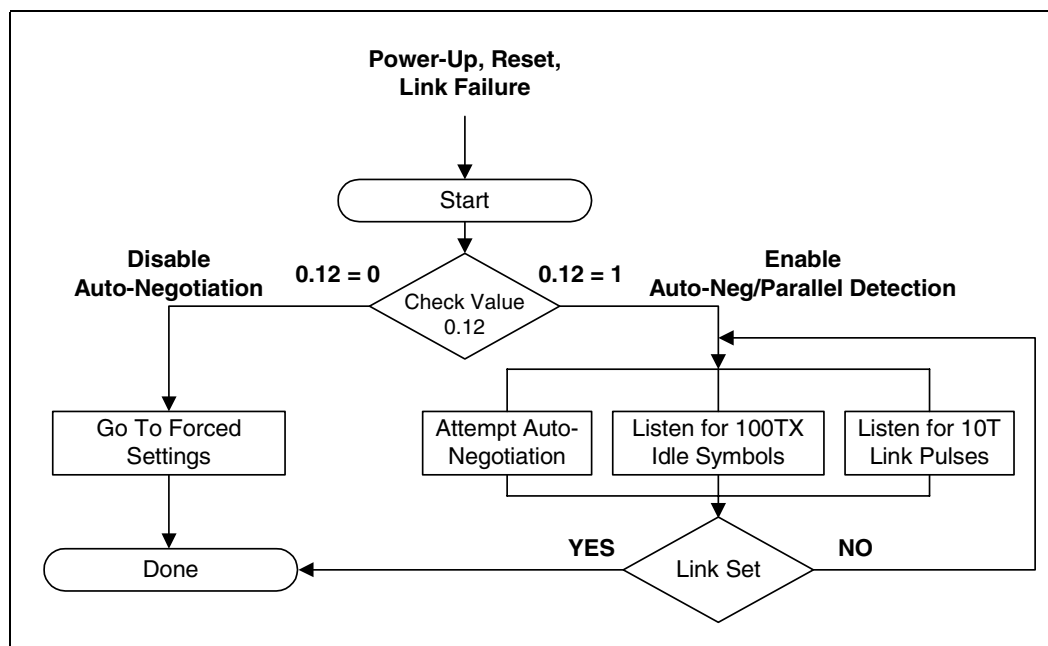 Power-Up, Reset,
Link Failure
Start
Disable
Auto-Negotiation
0.12 = 0
0.12 = 1
Enable
Auto-Neg/Parallel Detection
Check Value
0.12
Go To Forced
Settings
Attempt Auto-
Negotiation
Listen for 100TX
Idle Symbols
Listen for 10T
Link Pulses
Done
YES
Link Set
NO